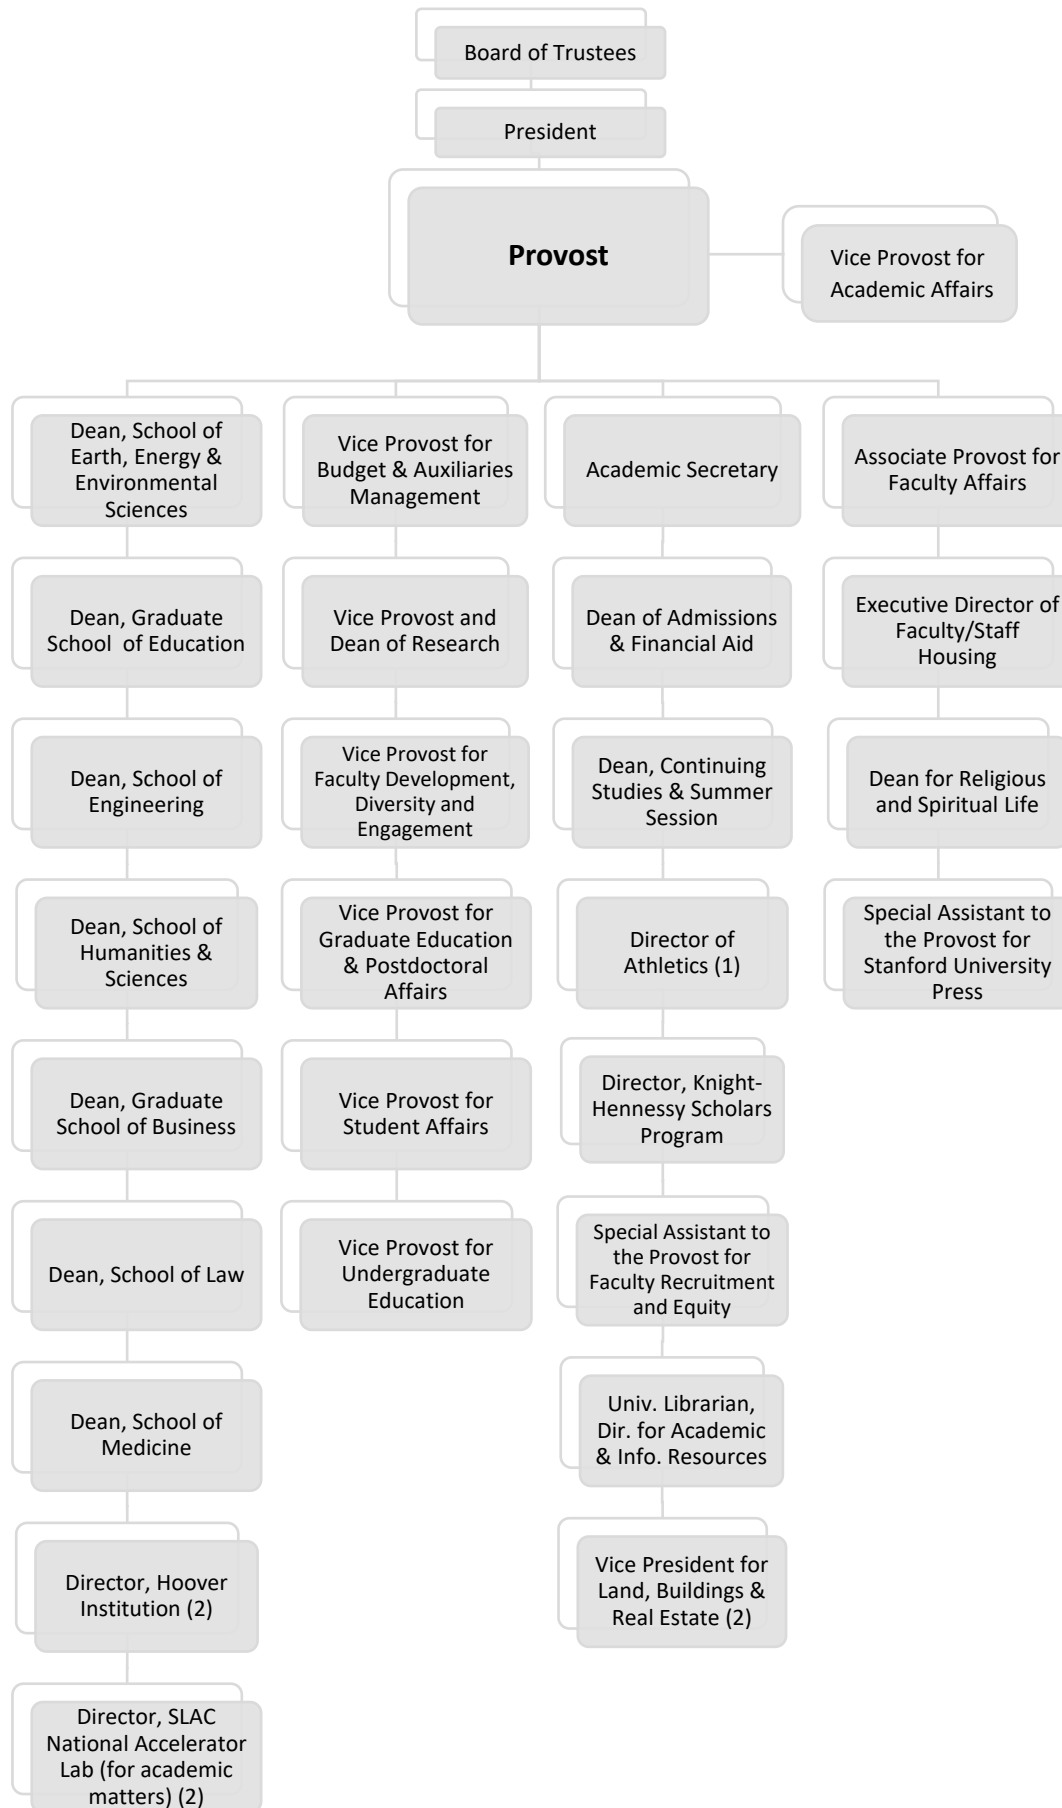 Board of Trustees
President
Provost
Vice Provost for
Academic Affairs
Dean, School of
Earth, Energy &
Environmental
Sciences
Dean, Graduate
School of Education
Dean, School of
Engineering
Dean, School of
Humanities &
Sciences
Dean, Graduate
School of Business
Dean, School of Law
Dean, School of
Medicine
Director, Hoover
Institution (2)
Director, SLAC
National Accelerator
Lab (for academic
matters) (2)
Vice Provost for
Budget & Auxiliaries
Management
Vice Provost and
Dean of Research
Vice Provost for
Faculty Development,
Diversity and
Engagement
Vice Provost for
Graduate Education
& Postdoctoral
Affairs
Vice Provost for
Student Affairs
Vice Provost for
Undergraduate
Education
Academic Secretary
Dean of Admissions
& Financial Aid
Dean, Continuing
Studies & Summer
Session
Director of
Athletics (1)
Director, Knight-
Hennessy Scholars
Program
Special Assistant to
the Provost for
Faculty Recruitment
and Equity
Univ. Librarian,
Dir. for Academic
& Info. Resources
Vice President for
Land, Buildings &
Real Estate (2)
Associate Provost for
Faculty Affairs
Executive Director of
Faculty/Staff
Housing
Dean for Religious
and Spiritual Life
Special Assistant to
the Provost for
Stanford University
Press